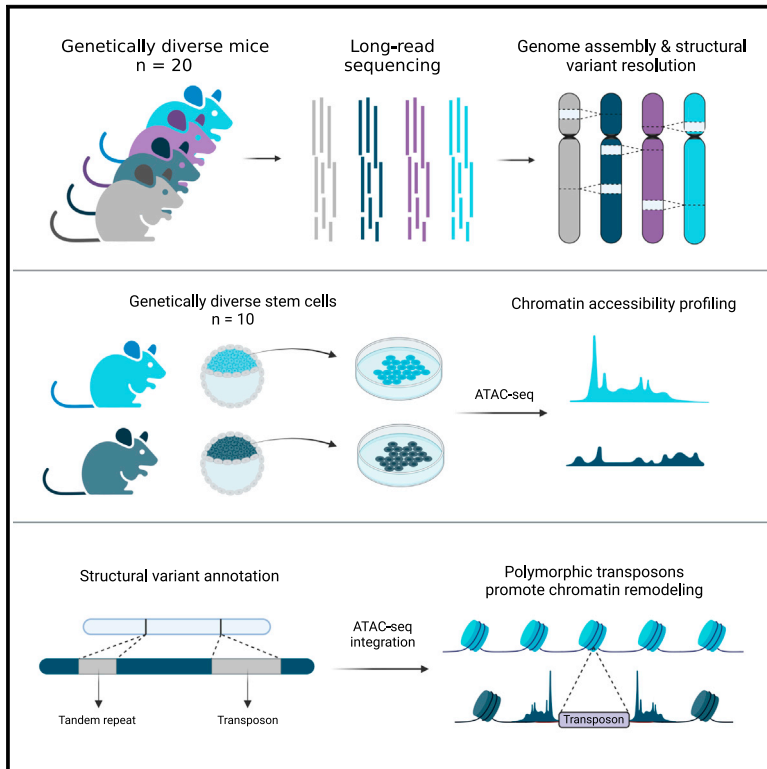 Genetically diverse mice
n = 20
Long-read
sequencing
Genome assembly & structural
variant resolution
Genetically diverse stem cells
n = 10
Chromatin accessibility profiling
ATAC-seq
Structural variant annotation
Tandem repeat
Transposon
ATAC-seq
integration
Polymorphic transposons
promote chromatin remodeling
Transposon